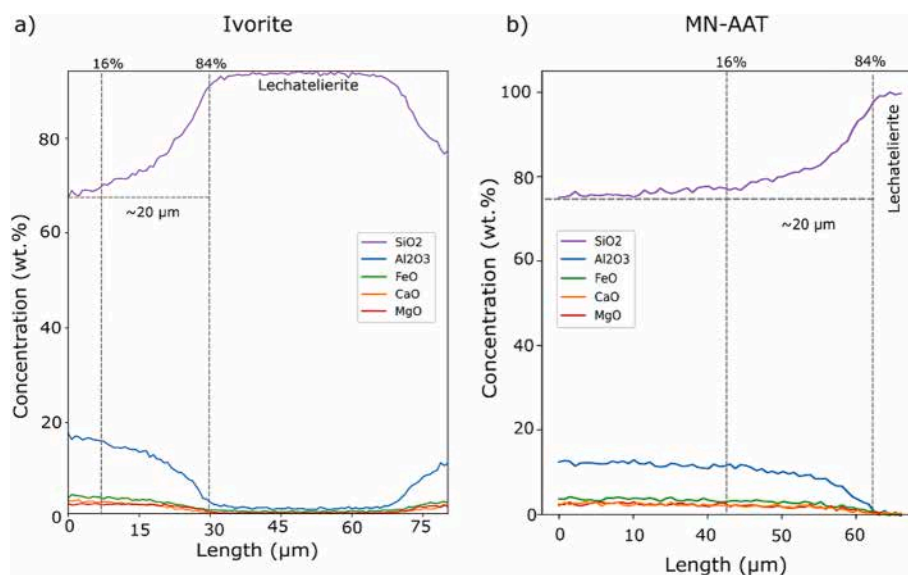 a)
Ivorite
16%
84%
Lechatelierite
~20 µm
SiO2
Al2O3
FeO
CaO
MgO
Concentration (wt.%)
80
60
40
20
0
0 15 30 45 60 75
Length (µm)
b)
MN-AAT
16%
84%
Lechatelierite
~20 µm
SiO2
Al2O3
FeO
CaO
MgO
Concentration (wt.%)
100
80
60
40
20
0
0 10 30 40 50 60
Length (µm)